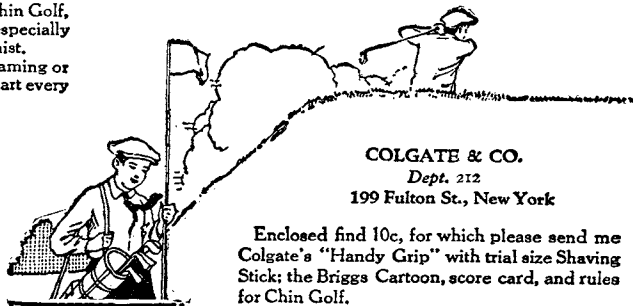 hin Golf,
specially
ist.
aming or
art every
COLGATE & CO.
Dept. 212
199 Fulton St., New York
Enclosed find 10c, for which please send me
Colgate's "Handy Grip" with trial size Shaving
Stick; the Briggs Cartoon, score card, and rules
for Chin Golf.